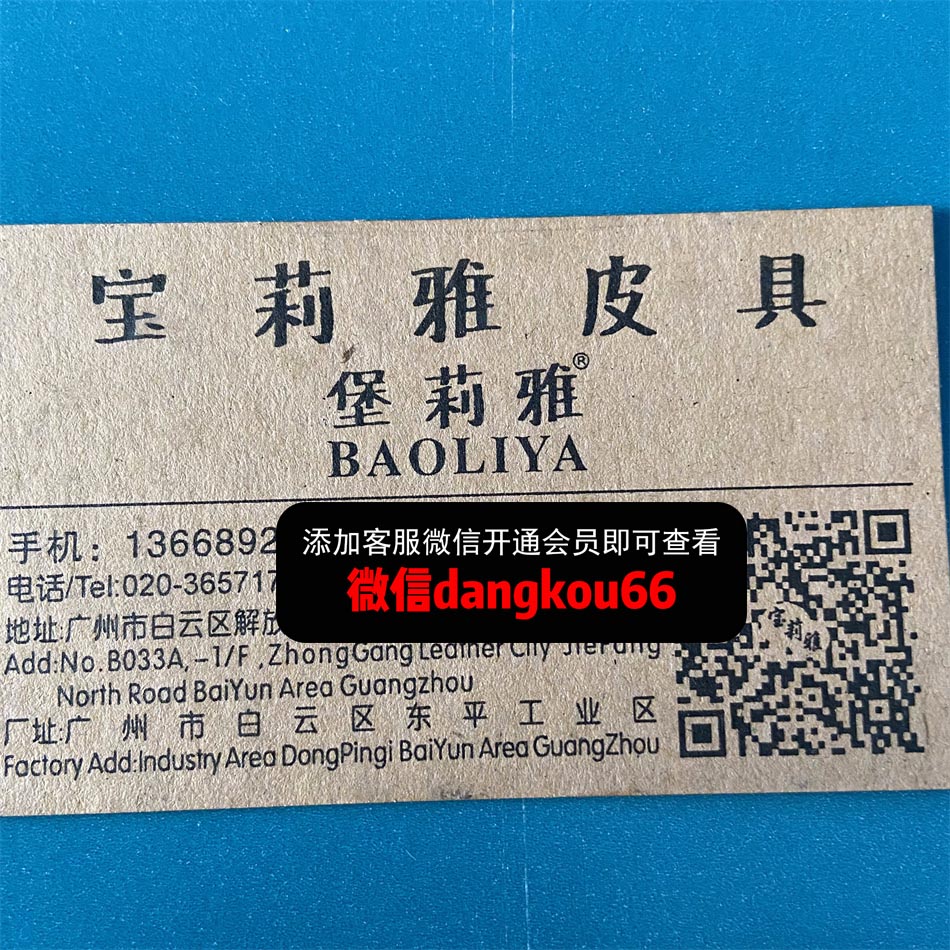 宝莉雅皮具
堡莉雅®
BAOLIYA
手机：1366892
电话/Tel:020-365717
添加客服微信开通会员即可查看
微信dangkou66
地址:广州市白云区解放
Add:No.B033A,-1/F,ZhongGang Leather City JieFang
North Road BaiYun Area Guangzhou
厂址:广州市白云区东平工业区
Factory Add:Industry Area DongPingi BaiYun Area GuangZhou
宝莉雅